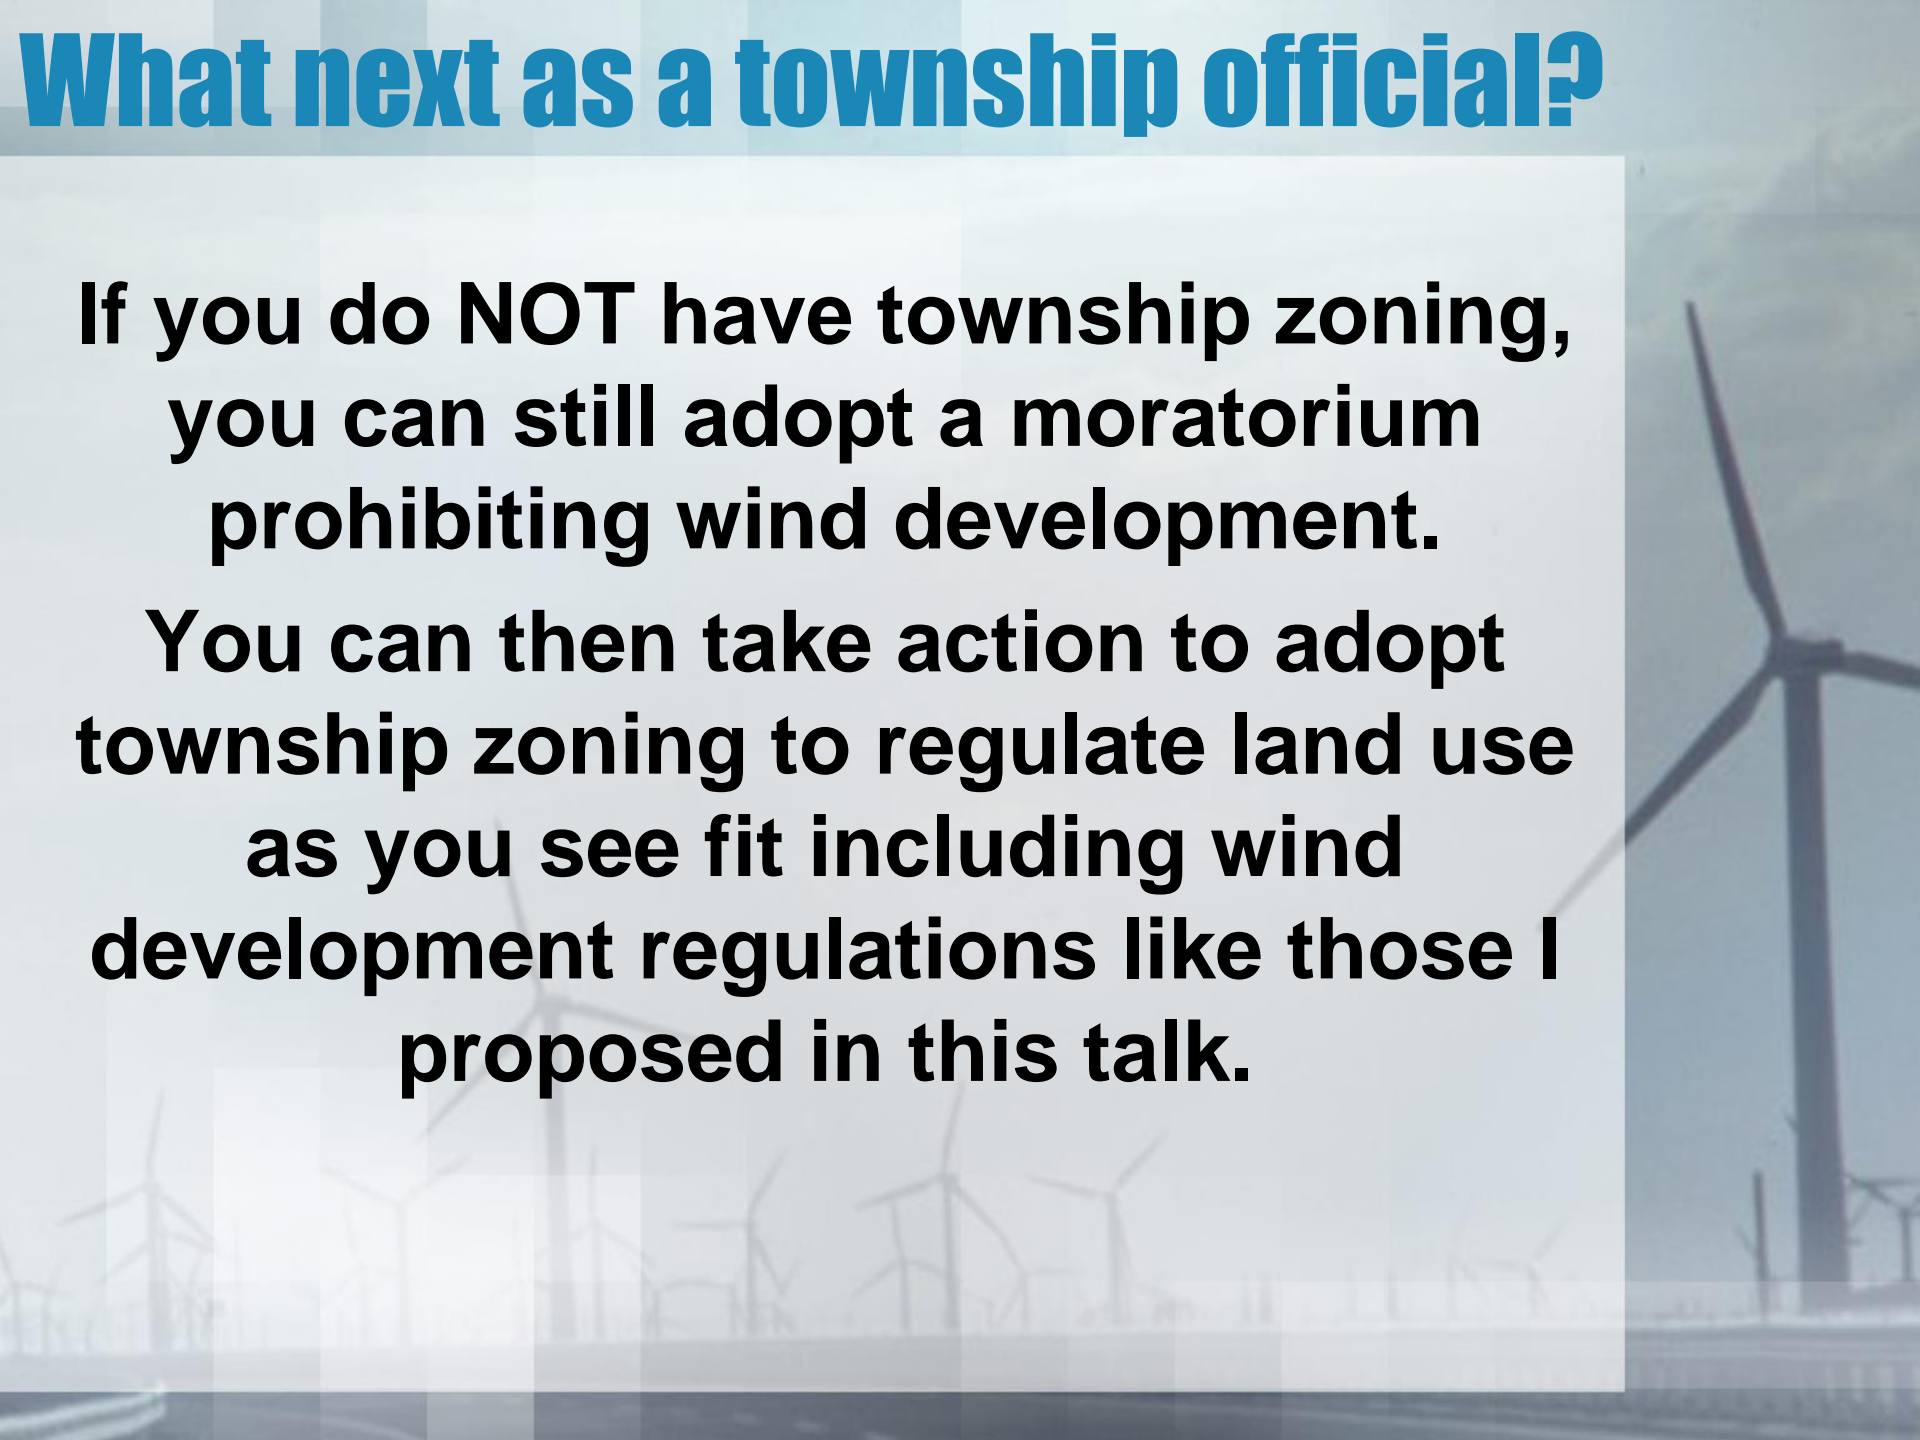 What next as a township official?
If you do NOT have township zoning,
you can still adopt a moratorium
prohibiting wind development.
You can then take action to adopt
township zoning to regulate land use
as you see fit including wind
development regulations like those I
proposed in this talk.